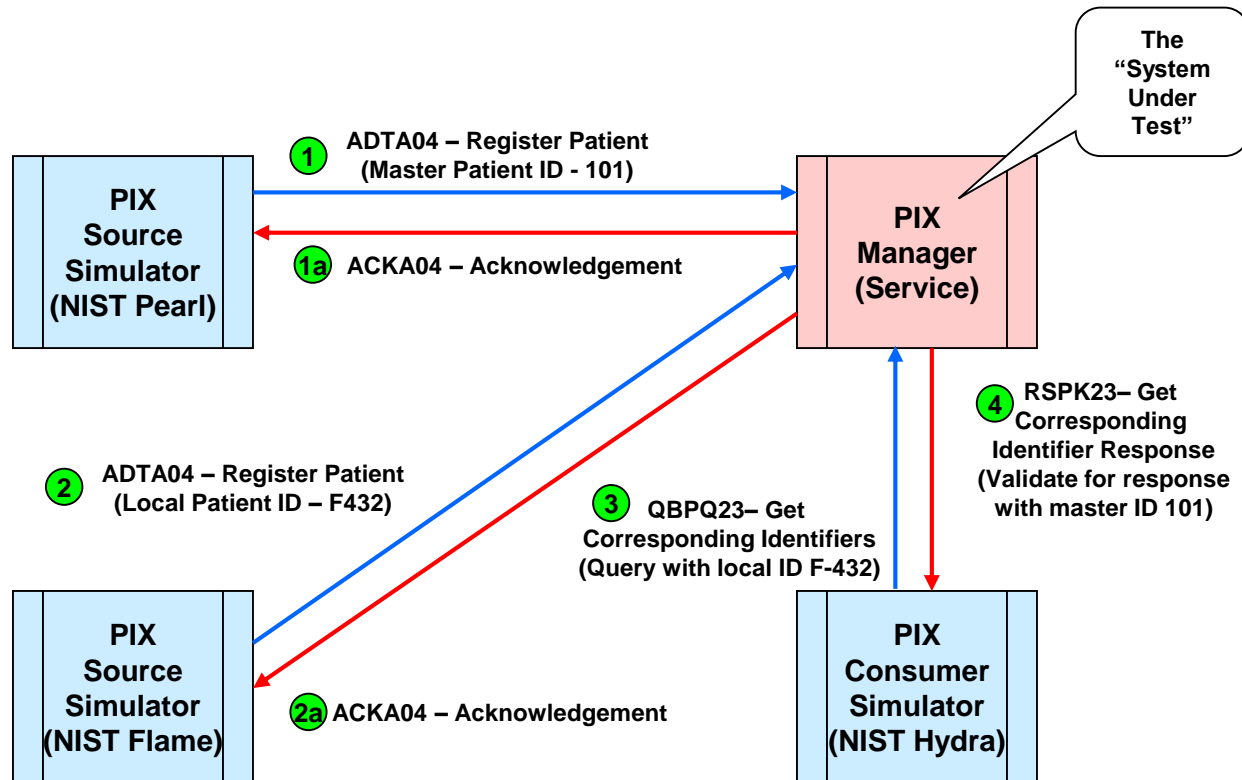 The
“System
Under
Test”
1
ADTA04 – Register Patient
(Master Patient ID - 101)
PIX
Source
Simulator
(NIST Pearl)
PIX
Manager
(Service)
1a
ACKA04 – Acknowledgement
4
RSPK23– Get
Corresponding
Identifier Response
(Validate for response
with master ID 101)
2
ADTA04 – Register Patient
(Local Patient ID – F432)
3
QBPQ23– Get
Corresponding Identifiers
(Query with local ID F-432)
PIX
Source
Simulator
(NIST Flame)
2a
ACKA04 – Acknowledgement
PIX
Consumer
Simulator
(NIST Hydra)